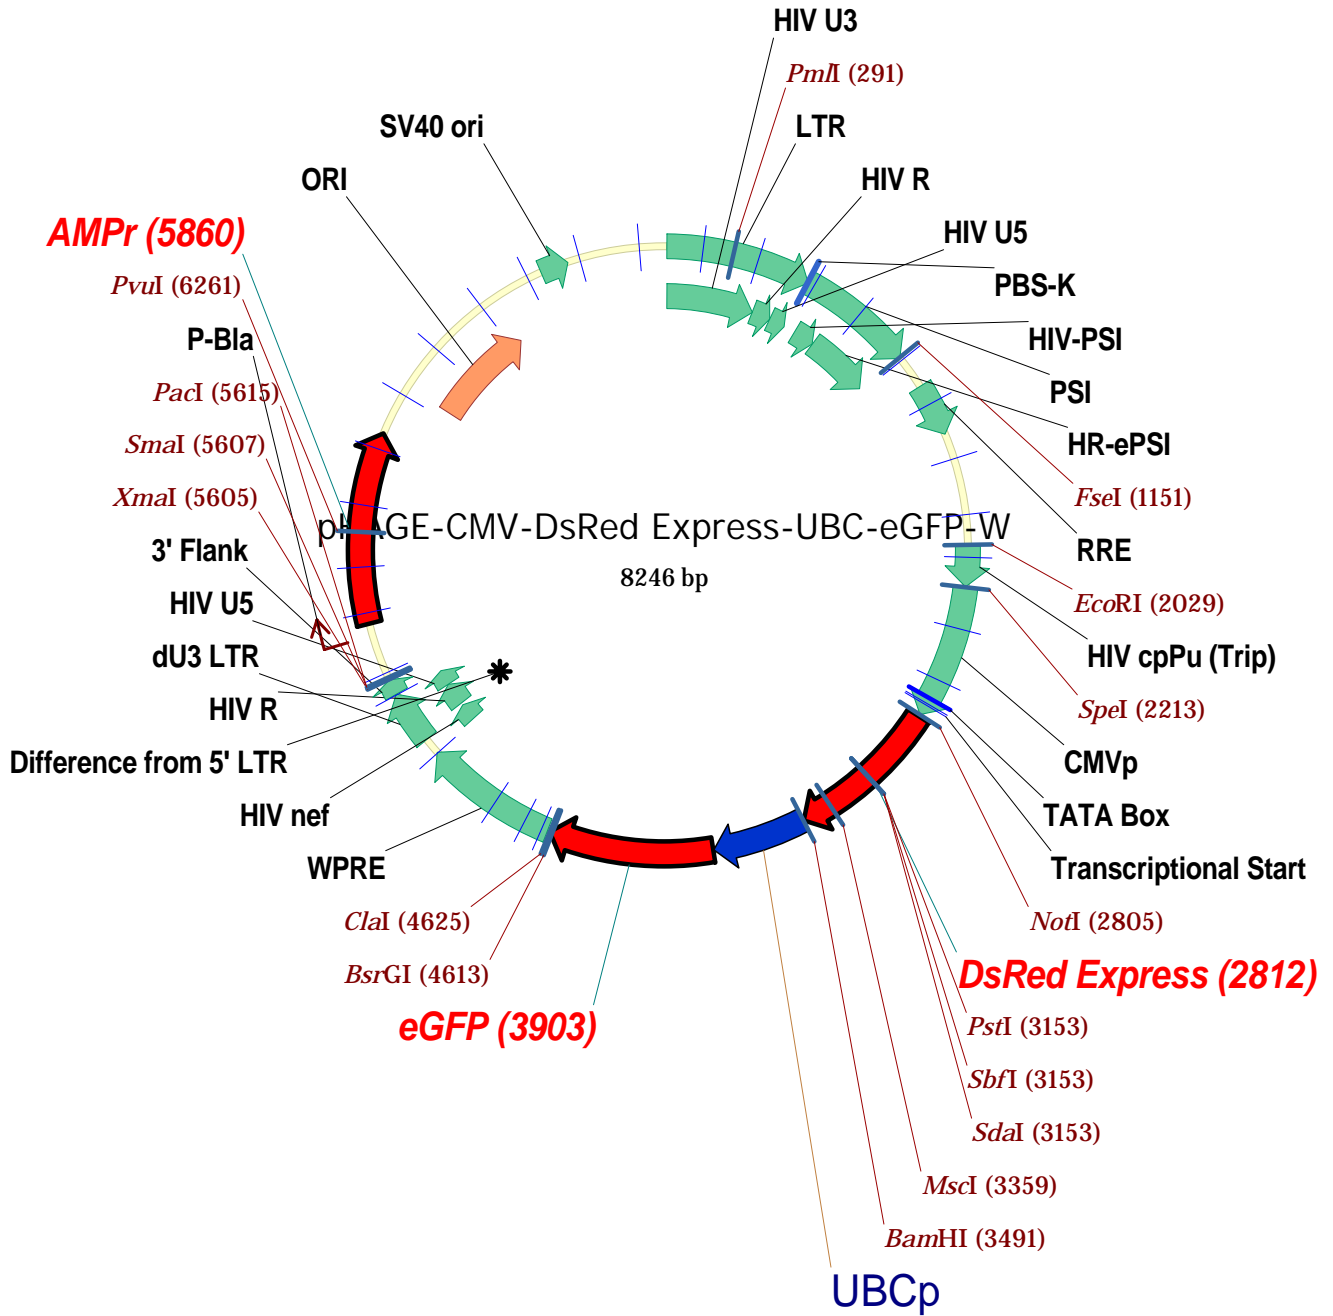 HIV U3
PmlI (291)
LTR
SV40 ori
HIV R
ORI
HIV U5
AMPr (5860)
PBS-K
PvuI (6261)
HIV-PSI
P-Bla
PSI
PacI (5615)
HR-ePSI
SmaI (5607)
FseI (1151)
XmaI (5605)
pHAGE-CMV-DsRed Express-UBC-eGFP-W
3' Flank
RRE
8246 bp
HIV U5
EcoRI (2029)
dU3 LTR
HIV cpPu (Trip)
HIV R
SpeI (2213)
Difference from 5' LTR
CMVp
HIV nef
TATA Box
WPRE
Transcriptional Start
ClaI (4625)
NotI (2805)
BsrGI (4613)
DsRed Express (2812)
eGFP (3903)
PstI (3153)
SbfI (3153)
SdaI (3153)
MscI (3359)
BamHI (3491)
UBCp